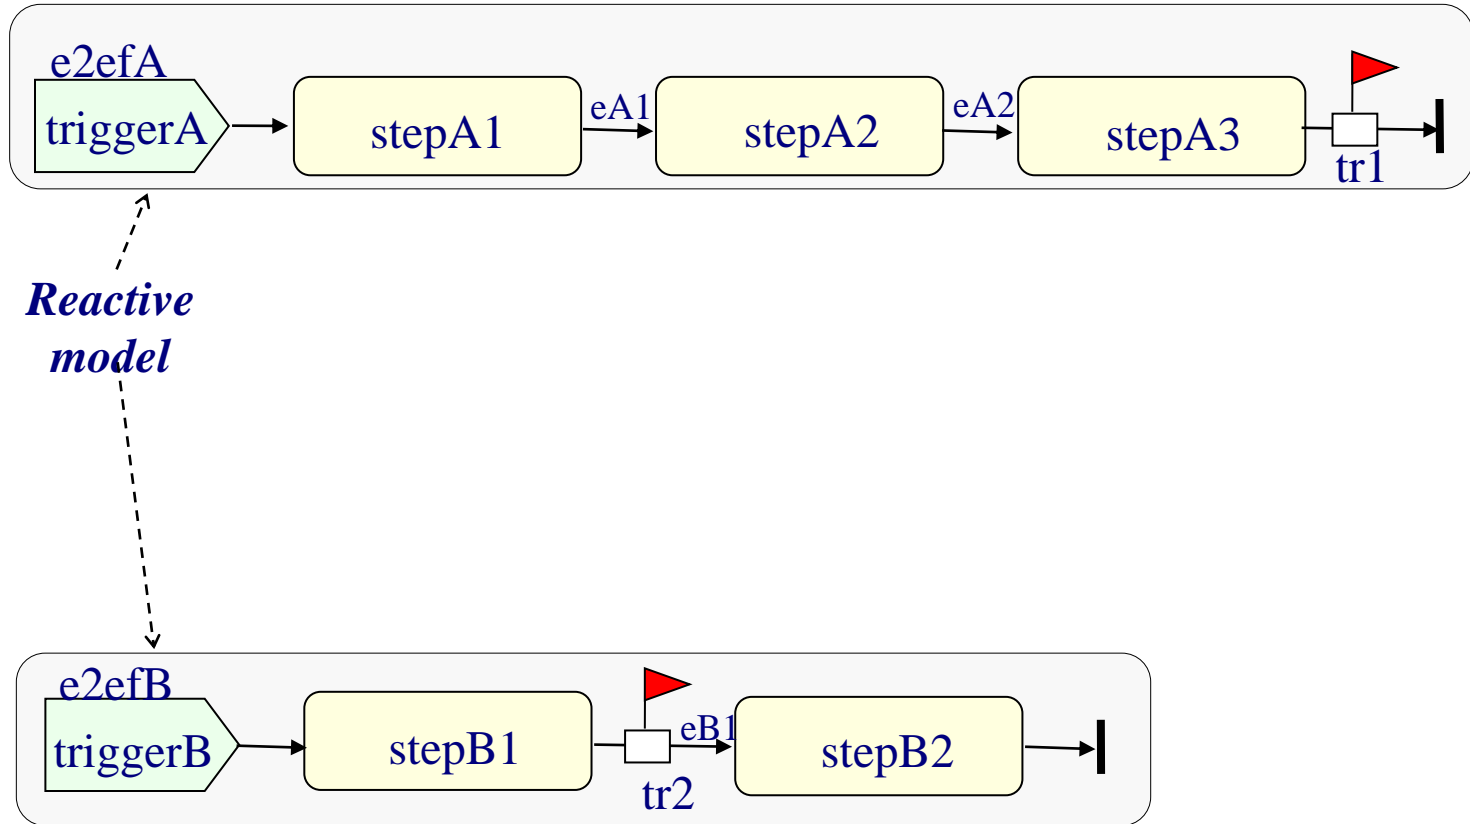 e2efA
triggerA
stepA1
eA1
stepA2
eA2
stepA3
tr1
Reactive
model
e2efB
triggerB
stepB1
tr2
eB1
stepB2